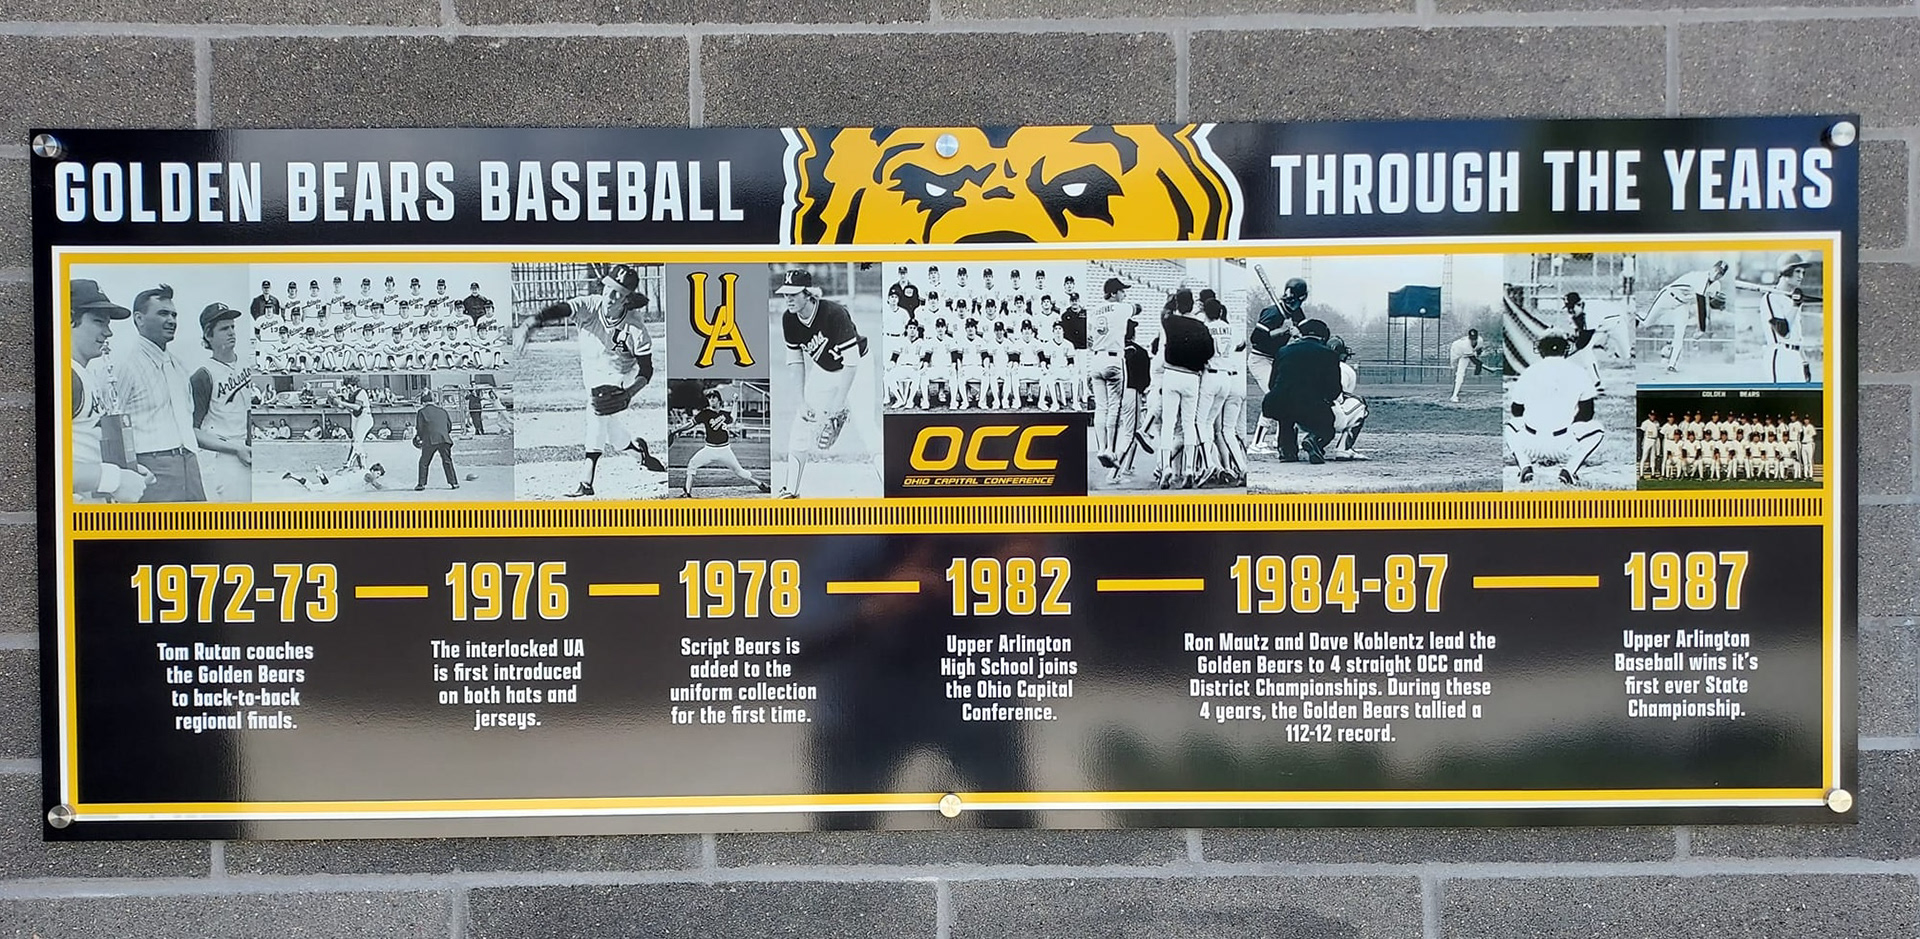 GOLDEN BEARS BASEBALL
THROUGH THE YEARS
Arlington
UA
OCC
OHIO CAPITAL CONFERENCE
GOLDEN BEARS
1972-73
Tom Rutan coaches
the Golden Bears
to back-to-back
regional finals.
1976
The interlocked UA
is first introduced
on both hats and
jerseys.
1978
Script Bears is
added to the
uniform collection
for the first time.
1982
Upper Arlington
High School joins
the Ohio Capital
Conference.
1984-87
Ron Mautz and Dave Koblentz lead the
Golden Bears to 4 straight OCC and
District Championships. During these
4 years, the Golden Bears tallied a
112-12 record.
1987
Upper Arlington
Baseball wins it's
first ever State
Championship.